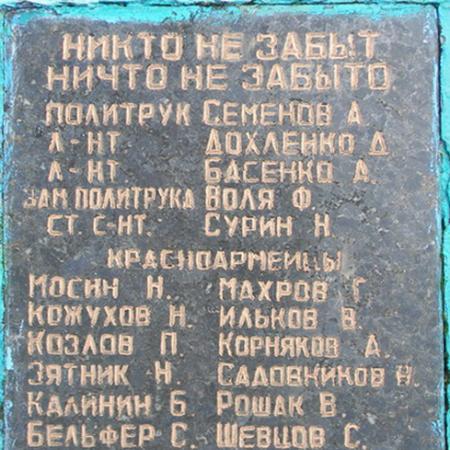 НИКТО НЕ ЗАБЫТ
НИЧТО НЕ ЗАБЫТО
ПОЛИТРУК СЕМЕНОВ А.
Л-НТ ДОХЛЕНКО Д
Л-НТ БАСЕНКО А.
ЗАМ ПОЛИТРУКА ВОЛЯ Ф.
СТ. С-НТ. СУРИН Н.
КРАСНОАРМЕЙЦЫ
МОСИН Н. МАХРОВ Г.
КОЖУХОВ Н. ИЛЬКОВ В.
КОЗЛОВ П. КОРНЯКОВ А.
ЗЯТНИК Н. САДОВНИКОВ Н.
КАЛИНИН Б. РОШАК В.
БЕЛЬФЕР С. ШЕВЦОВ С.